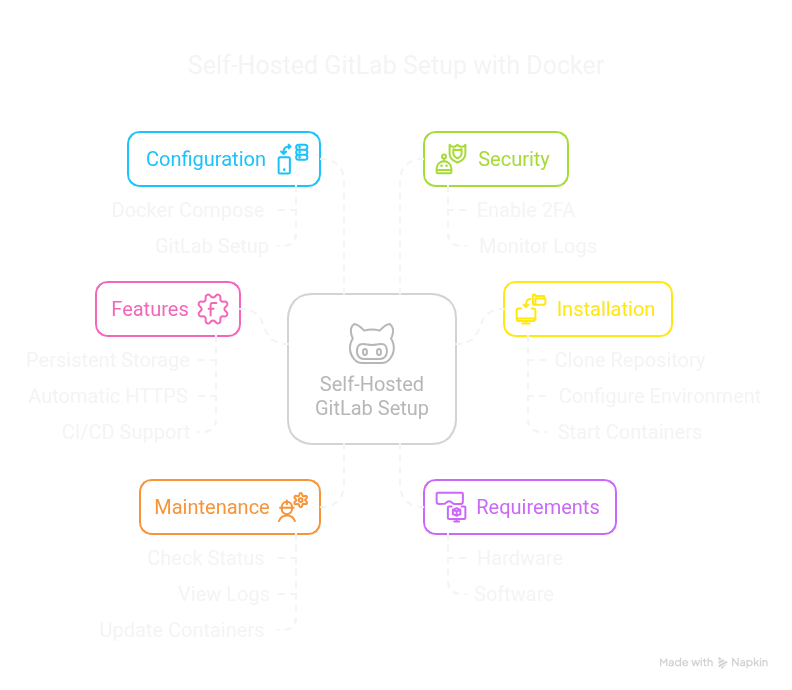 Self-Hosted GitLab Setup with Docker
Configuration
Docker Compose
GitLab Setup
Security
Enable 2FA
Monitor Logs
Features
Persistent Storage
Automatic HTTPS
CI/CD Support
Self-Hosted
GitLab Setup
Installation
Clone Repository
Configure Environment
Start Containers
Maintenance
Check Status
View Logs
Update Containers
Requirements
Hardware
Software
Made with Napkin